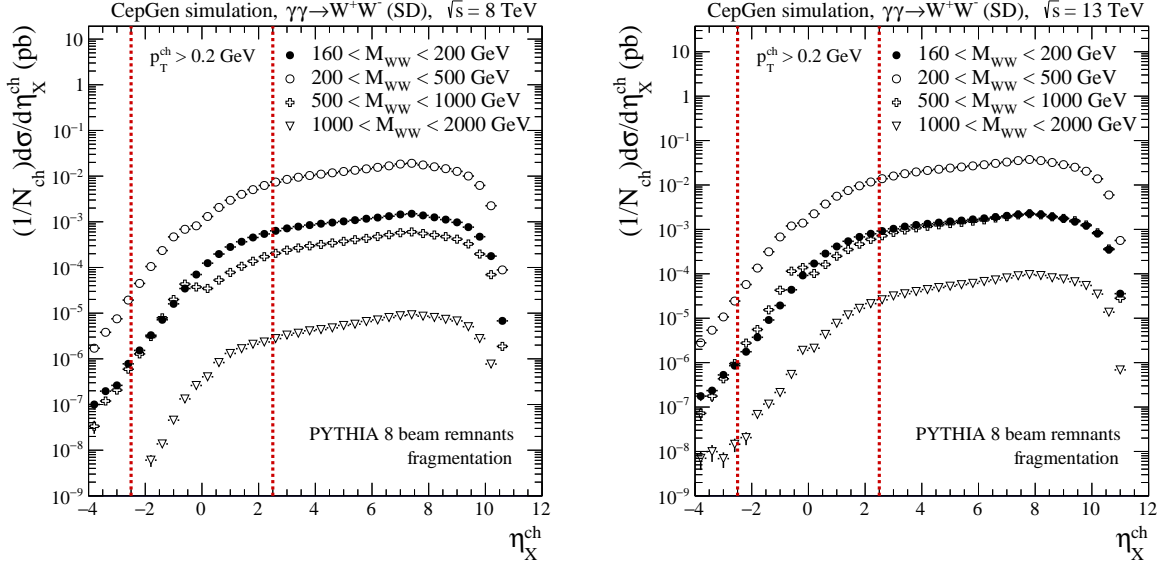 CepGen simulation, γγ→W⁺W⁻ (SD), √s = 8 TeV
(1/N_ch)dσ/dη_X^ch (pb)
p_T^ch > 0.2 GeV
160 < M_WW < 200 GeV
200 < M_WW < 500 GeV
500 < M_WW < 1000 GeV
1000 < M_WW < 2000 GeV
10
1
10⁻¹
10⁻²
10⁻³
10⁻⁴
10⁻⁵
10⁻⁶
10⁻⁷
10⁻⁸
10⁻⁹
PYTHIA 8 beam remnants
fragmentation
−4 −2 0 2 4 6 8 10 12
η_X^ch
CepGen simulation, γγ→W⁺W⁻ (SD), √s = 13 TeV
(1/N_ch)dσ/dη_X^ch (pb)
p_T^ch > 0.2 GeV
160 < M_WW < 200 GeV
200 < M_WW < 500 GeV
500 < M_WW < 1000 GeV
1000 < M_WW < 2000 GeV
10
1
10⁻¹
10⁻²
10⁻³
10⁻⁴
10⁻⁵
10⁻⁶
10⁻⁷
10⁻⁸
10⁻⁹
PYTHIA 8 beam remnants
fragmentation
−4 −2 0 2 4 6 8 10 12
η_X^ch